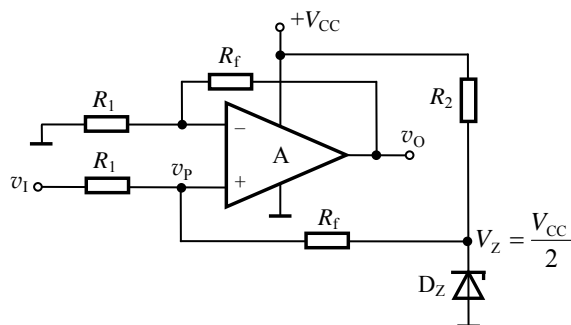 +V_CC
R_f
R_1
R_2
−
A
v_O
R_1
v_P
v_I
+
R_f
V_Z = V_CC/2
D_Z